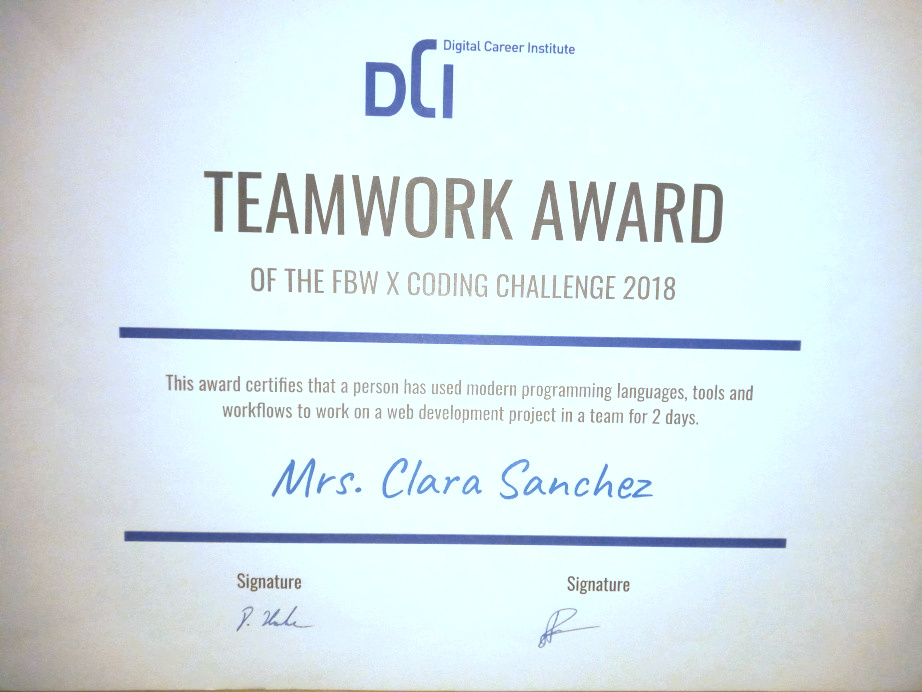 DCI Digital Career Institute
TEAMWORK AWARD
OF THE FBW X CODING CHALLENGE 2018
This award certifies that a person has used modern programming languages, tools and
workflows to work on a web development project in a team for 2 days.
Mrs. Clara Sanchez
Signature Signature